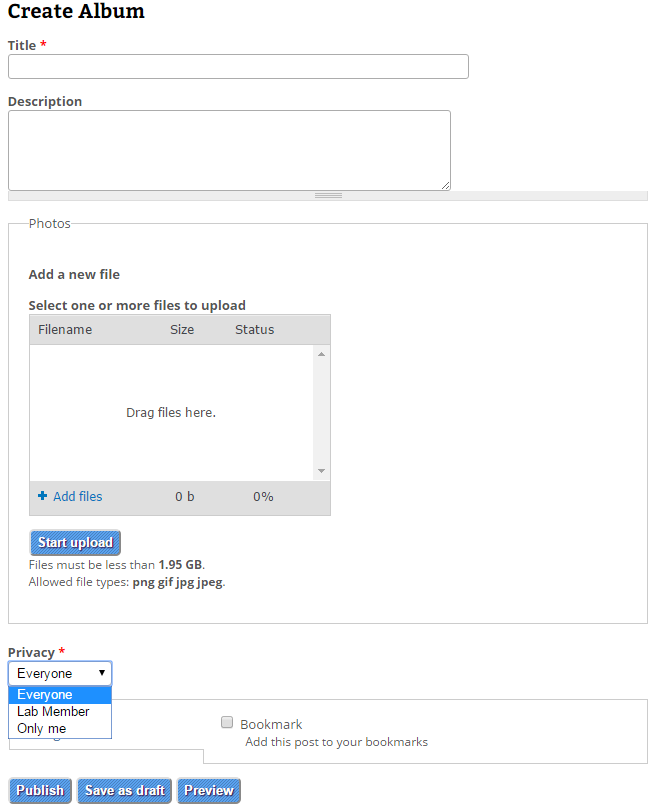 Create Album
Title *
Description
Photos
Add a new file
Select one or more files to upload
Filename Size Status
Drag files here.
Add files 0 b 0%
Start upload
Files must be less than 1.95 GB.
Allowed file types: png gif jpg jpeg.
Privacy *
Everyone
Everyone
Lab Member
Only me
Bookmark
Add this post to your bookmarks
Publish Save as draft Preview